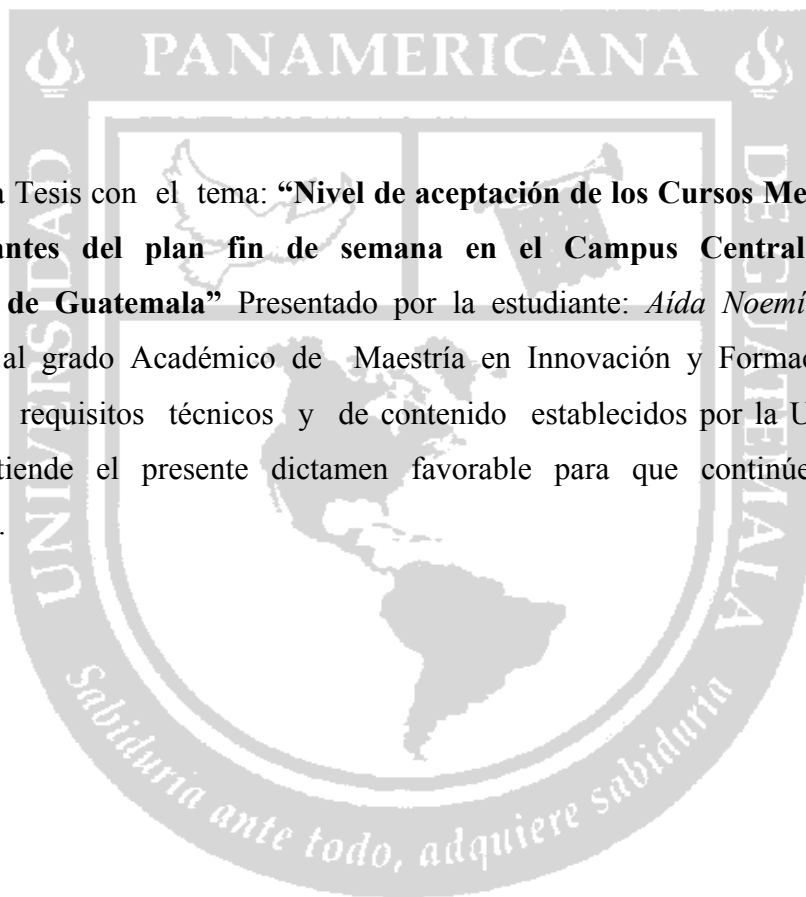 PANAMERICANA
UNIVERSIDAD
DE GUATEMALA
a Tesis con el tema: “Nivel de aceptación de los Cursos Me
antes del plan fin de semana en el Campus Central
de Guatemala” Presentado por la estudiante: Aída Noemí
al grado Académico de Maestría en Innovación y Forma
requisitos técnicos y de contenido establecidos por la U
tiende el presente dictamen favorable para que continúe
.
Sabiduría ante todo, adquiere sabiduría